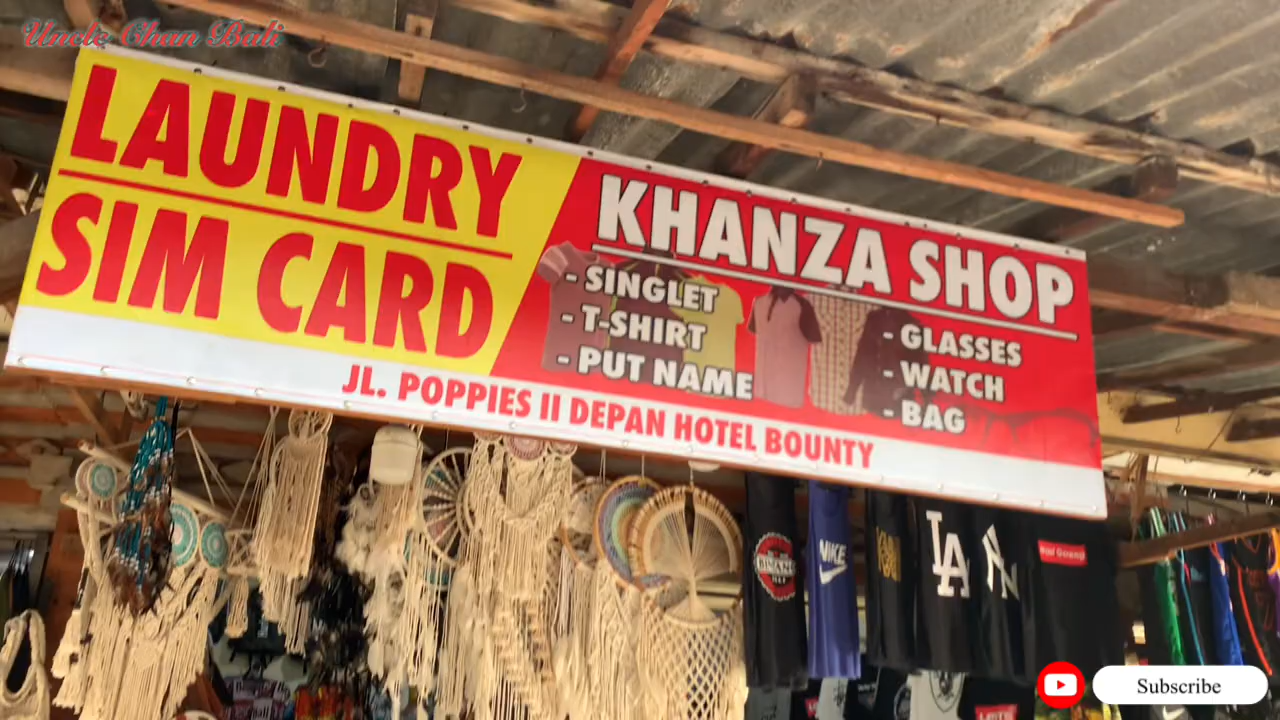 Uncle Chan Bali
LAUNDRY
SIM CARD
KHANZA SHOP
- SINGLET
- T-SHIRT
- PUT NAME
- GLASSES
- WATCH
- BAG
JL. POPPIES II DEPAN HOTEL BOUNTY
BINTANG
NIKE
LA
NY
Subscribe